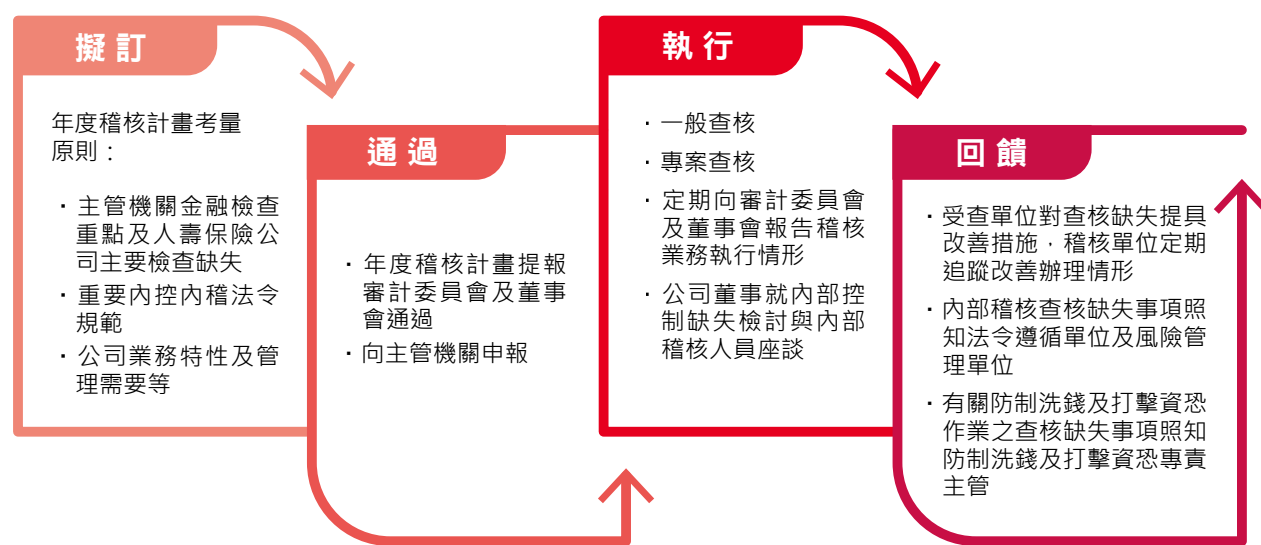 擬訂
年度稽核計畫考量
原則：
．主管機關金融檢查
重點及人壽保險公
司主要檢查缺失
．重要內控內稽法令
規範
．公司業務特性及管
理需要等
通過
．年度稽核計畫提報
審計委員會及董事
會通過
．向主管機關申報
執行
．一般查核
．專案查核
．定期向審計委員會
及董事會報告稽核
業務執行情形
．公司董事就內部控
制缺失檢討與內部
稽核人員座談
回饋
．受查單位對查核缺失提具
改善措施，稽核單位定期
追蹤改善辦理情形
．內部稽核查核缺失事項照
知法令遵循單位及風險管
理單位
．有關防制洗錢及打擊資恐
作業之查核缺失事項照知
防制洗錢及打擊資恐專責
主管